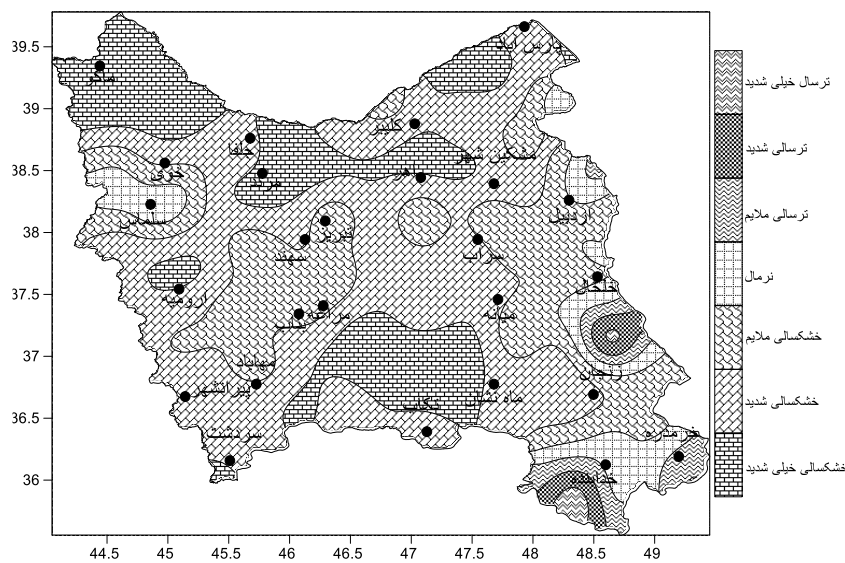 39.5
39
38.5
38
37.5
37
36.5
36
44.5 45 45.5 46 46.5 47 47.5 48 48.5 49
پارس آباد
ماکو
کلیبر
جلفا
مشکین شهر
خوی
مرند
اهر
سلماس
اردبیل
تبریز
سهند
سراب
خلخال
ارومیه
مراغه
میانه
مهاباد
زنجان
پیرانشهر
ماه نشان
تکاب
سردشت
خرمدره
خدابنده
ترسال خیلی شدید
ترسالی شدید
ترسالی ملایم
نرمال
خشکسالی ملایم
خشکسالی شدید
خشکسالی خیلی شدید